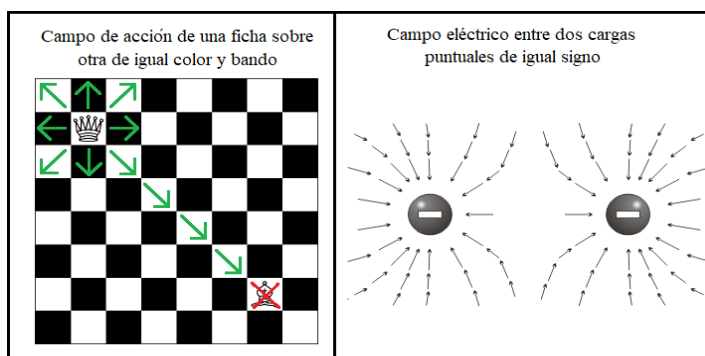 Campo de acción de una ficha sobre
otra de igual color y bando
Campo eléctrico entre dos cargas
puntuales de igual signo